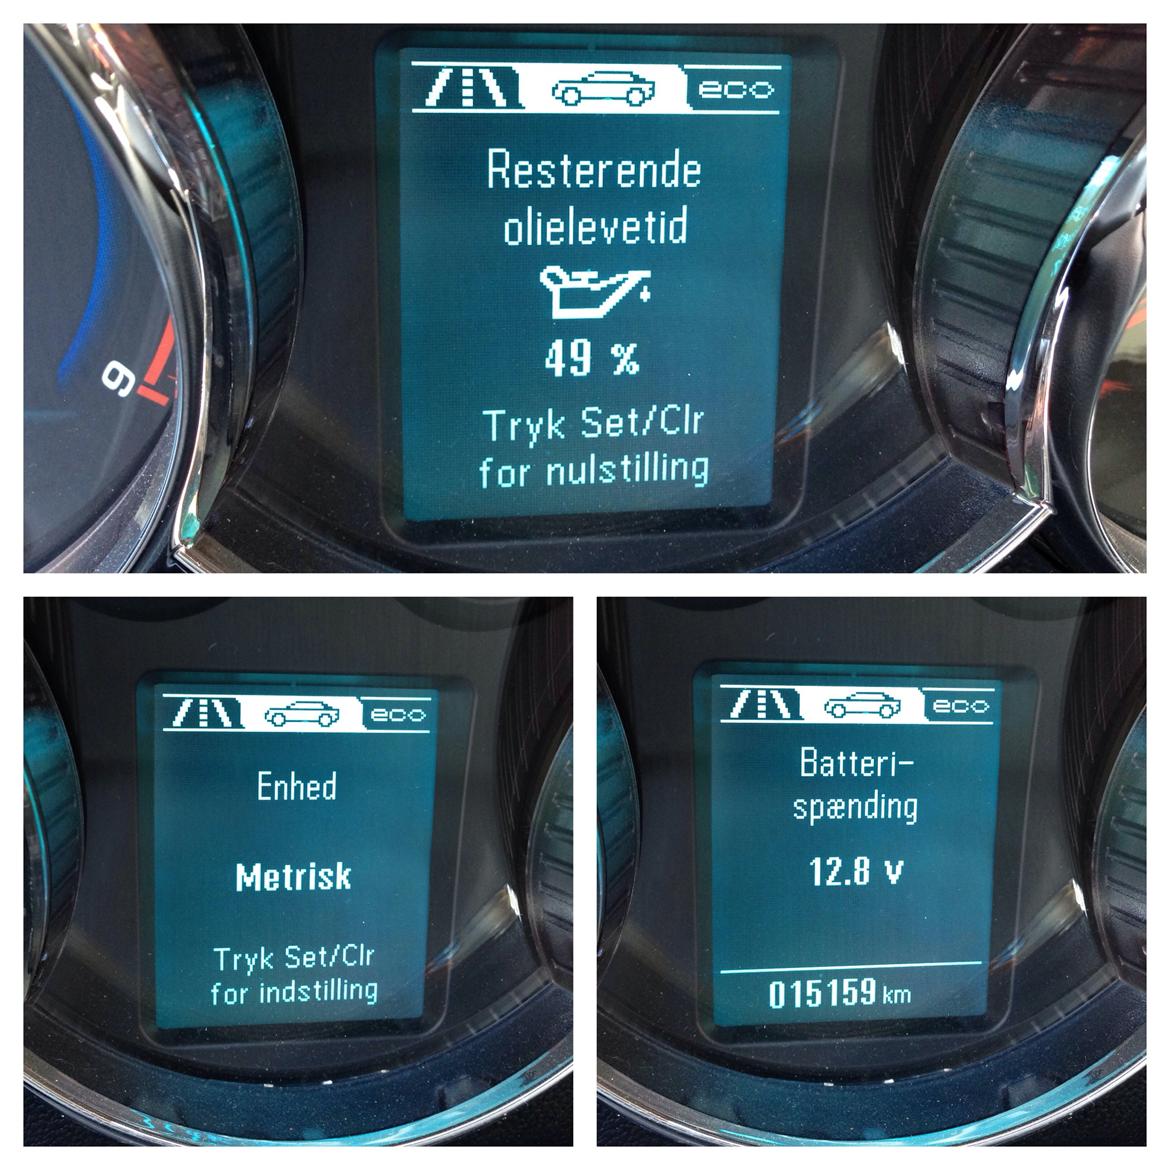 eco
Resterende
olielevetid
49 %
Tryk Set/Clr
for nulstilling
6
eco
Enhed
Metrisk
Tryk Set/Clr
for indstilling
eco
Batteri-
spænding
12.8 v
015159 km